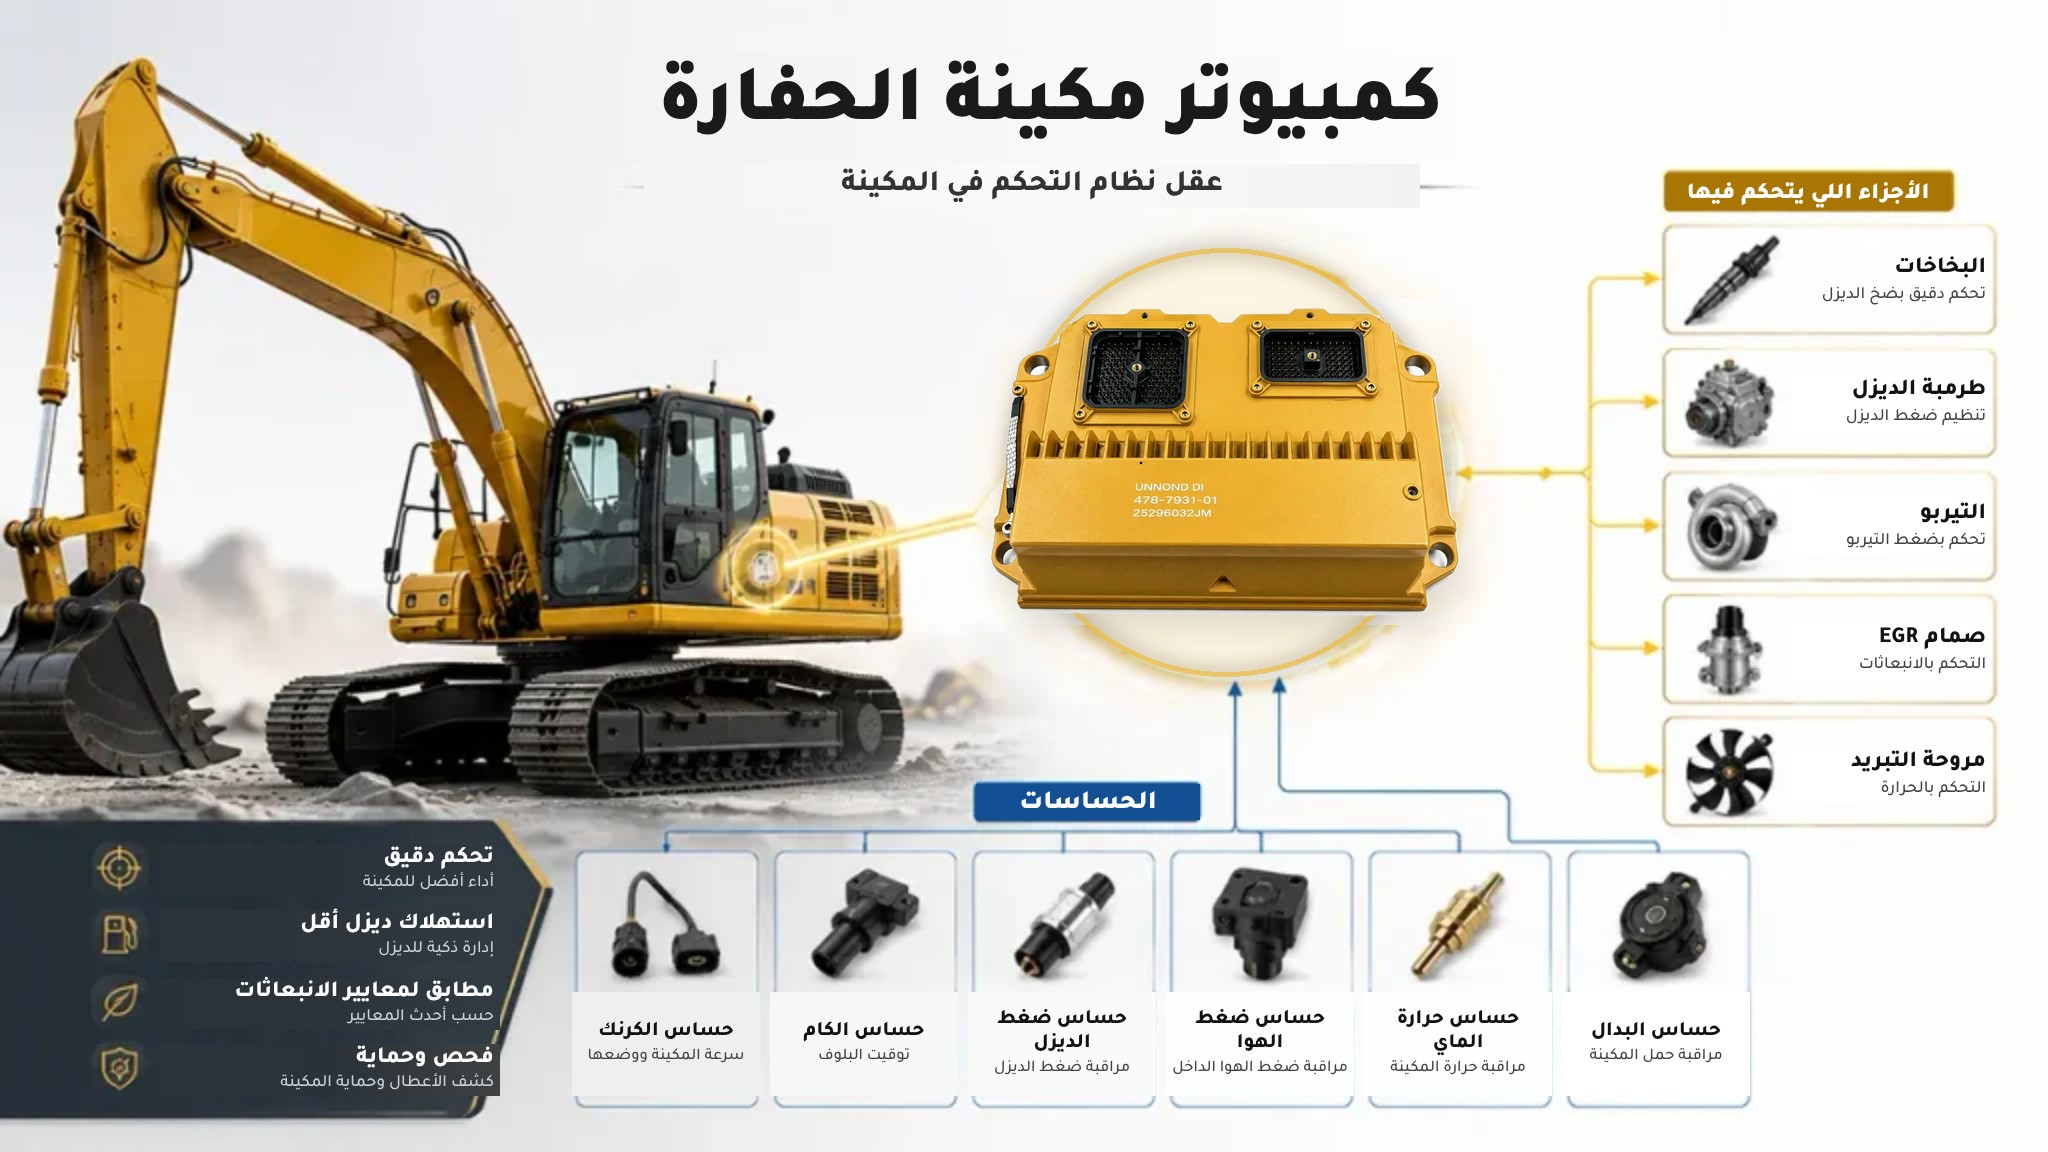 كمبيوتر مكينة الحفارة
عقل نظام التحكم في المكينة
الأجزاء اللي يتحكم فيها
البخاخات
تحكم دقيق بضخ الديزل
طرمبة الديزل
تنظيم ضغط الديزل
التيربو
تحكم بضغط التيربو
صمام EGR
التحكم بالانبعاثات
مروحة التبريد
التحكم بالحرارة
UNNOND DI
478-7931-01
25296032JM
الحساسات
حساس البدال
مراقبة حمل المكينة
حساس حرارة
الماي
مراقبة حرارة المكينة
حساس ضغط
الهوا
مراقبة ضغط الهوا الداخل
حساس ضغط
الديزل
مراقبة ضغط الديزل
حساس الكام
توقيت البلوف
حساس الكرنك
سرعة المكينة ووضعها
تحكم دقيق
أداء أفضل للمكينة
استهلاك ديزل أقل
إدارة ذكية للديزل
مطابق لمعايير الانبعاثات
حسب أحدث المعايير
فحص وحماية
كشف الأعطال وحماية المكينة